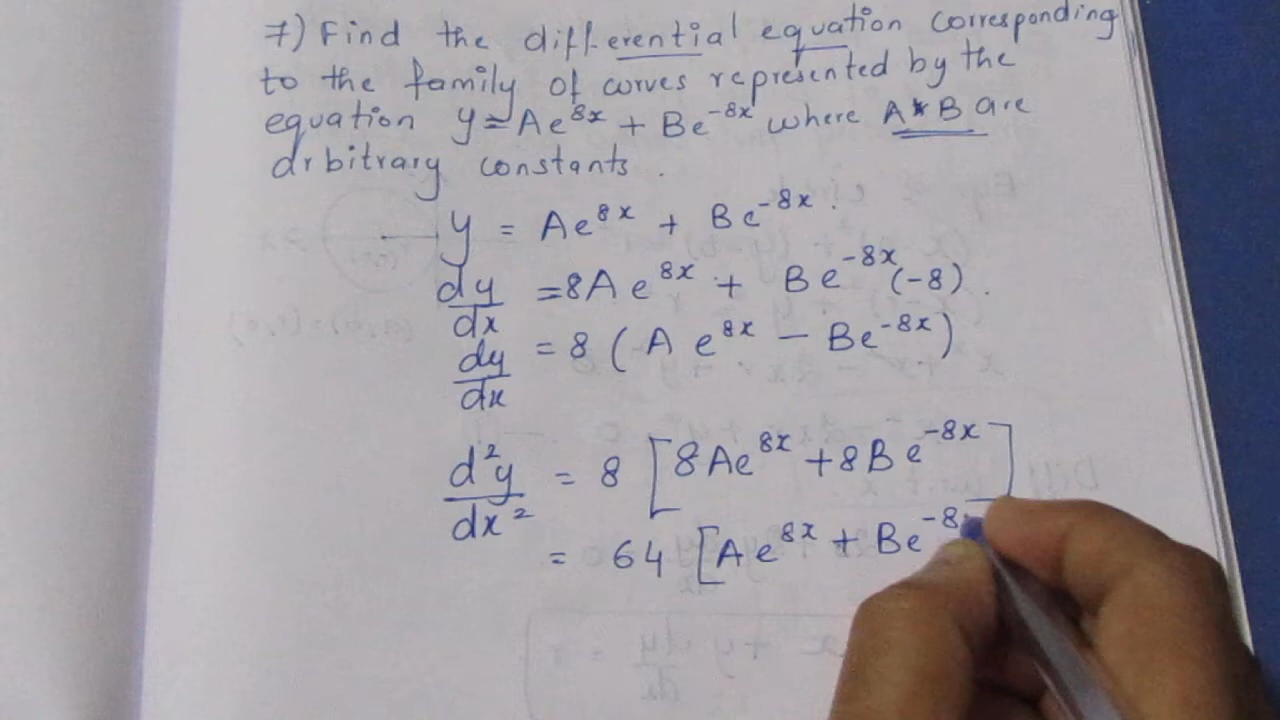 7) Find the differential equation corresponding
to the family of curves represented by the
equation y = Ae^{8x} + Be^{-8x} where A & B are
arbitrary constants.
y = Ae^{8x} + Be^{-8x}.
dy/dx = 8Ae^{8x} + Be^{-8x}(-8).
dy/dx = 8 (Ae^{8x} - Be^{-8x})
d²y/dx² = 8 [8Ae^{8x} + 8Be^{-8x}]
= 64 [Ae^{8x} + Be^{-8